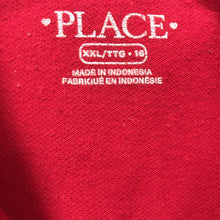 PLACE
XXL/TTG • 16
MADE IN INDONESIA
FABRIQUÉ EN INDONÉSIE